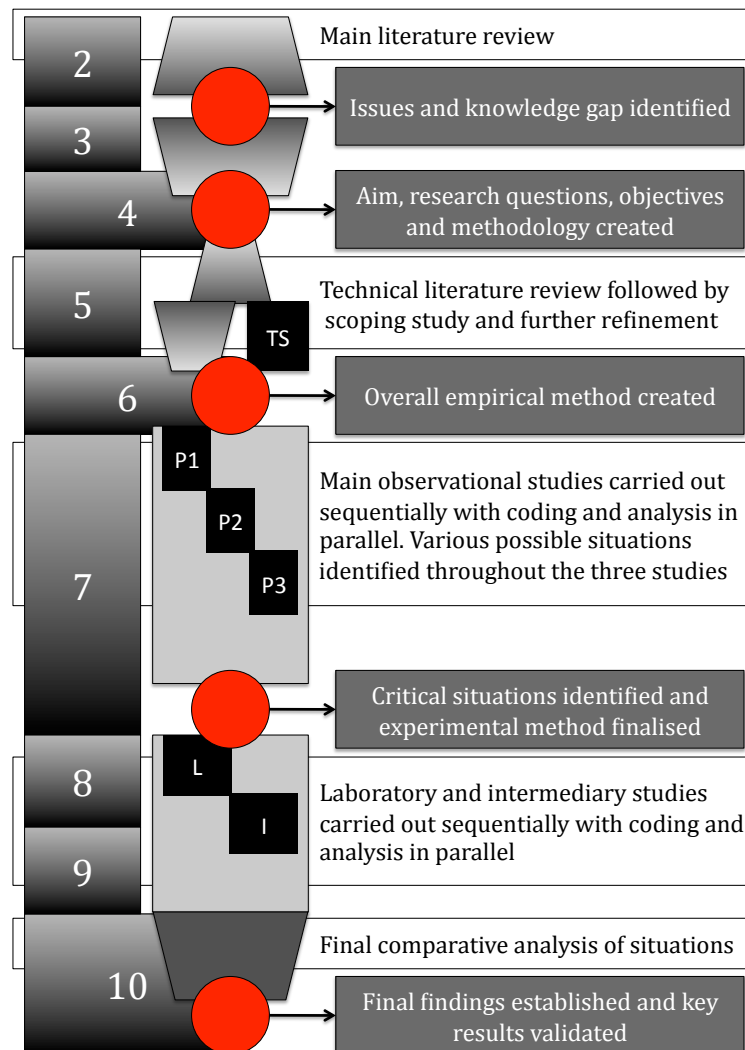 2
Main literature review
Issues and knowledge gap identified
3
4
Aim, research questions, objectives
and methodology created
5
Technical literature review followed by
scoping study and further refinement
TS
6
Overall empirical method created
P1
P2
P3
7
Main observational studies carried out
sequentially with coding and analysis in
parallel. Various possible situations
identified throughout the three studies
Critical situations identified and
experimental method finalised
8
L
I
Laboratory and intermediary studies
carried out sequentially with coding and
analysis in parallel
9
Final comparative analysis of situations
10
Final findings established and key
results validated